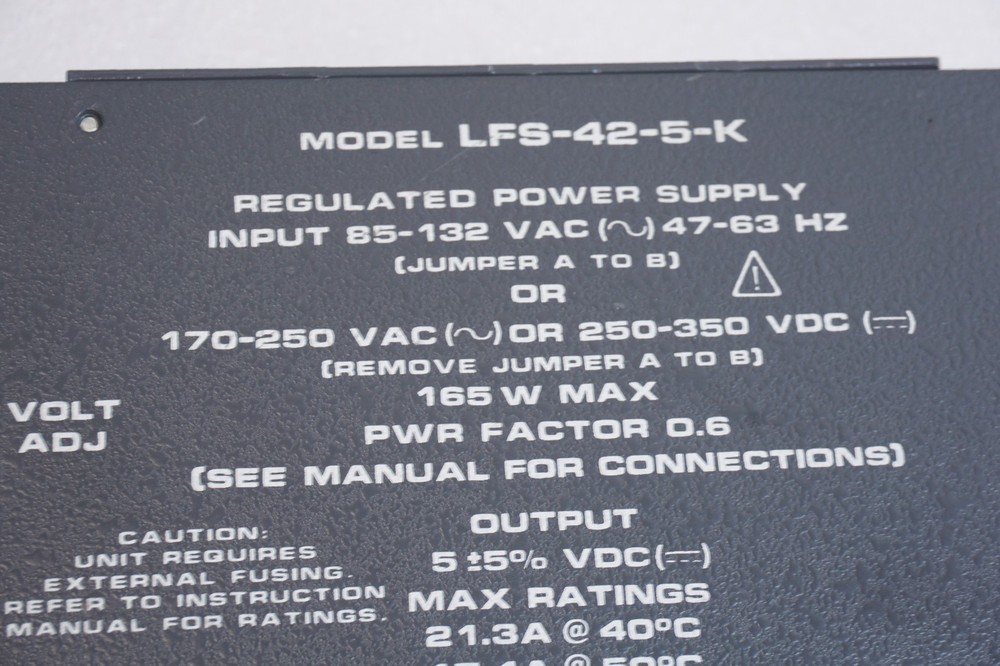 MODEL LFS-42-5-K
REGULATED POWER SUPPLY
INPUT 85-132 VAC (∿) 47-63 HZ
(JUMPER A TO B)
OR
170-250 VAC (∿) OR 250-350 VDC (⎓)
(REMOVE JUMPER A TO B)
165 W MAX
PWR FACTOR 0.6
(SEE MANUAL FOR CONNECTIONS)
VOLT
ADJ
CAUTION:
UNIT REQUIRES
EXTERNAL FUSING.
REFER TO INSTRUCTION
MANUAL FOR RATINGS.
OUTPUT
5 ±5% VDC (⎓)
MAX RATINGS
21.3A @ 40ºC